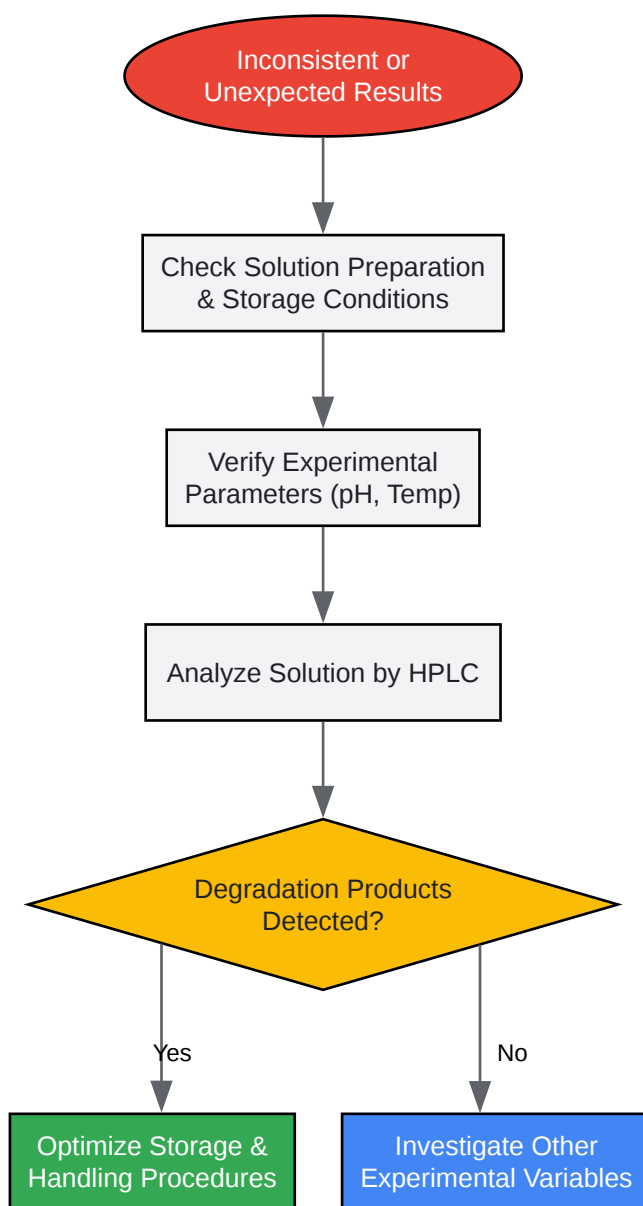 Inconsistent or
Unexpected Results
Check Solution Preparation
& Storage Conditions
Verify Experimental
Parameters (pH, Temp)
Analyze Solution by HPLC
Degradation Products
Detected?
Yes
No
Optimize Storage &
Handling Procedures
Investigate Other
Experimental Variables